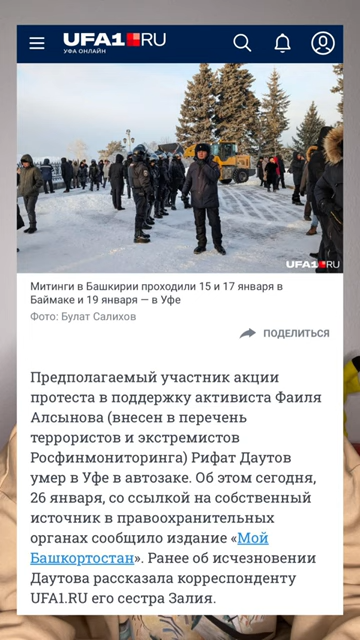 UFA1.RU
УФА ОНЛАЙН
UFA1.RU
Митинги в Башкирии проходили 15 и 17 января в
Баймаке и 19 января — в Уфе
Фото: Булат Салихов
ПОДЕЛИТЬСЯ
Предполагаемый участник акции
протеста в поддержку активиста Фаиля
Алсынова (внесен в перечень
террористов и экстремистов
Росфинмониторинга) Рифат Даутов
умер в Уфе в автозаке. Об этом сегодня,
26 января, со ссылкой на собственный
источник в правоохранительных
органах сообщило издание «Мой
Башкортостан». Ранее об исчезновении
Даутова рассказала корреспонденту
UFA1.RU его сестра Залия.